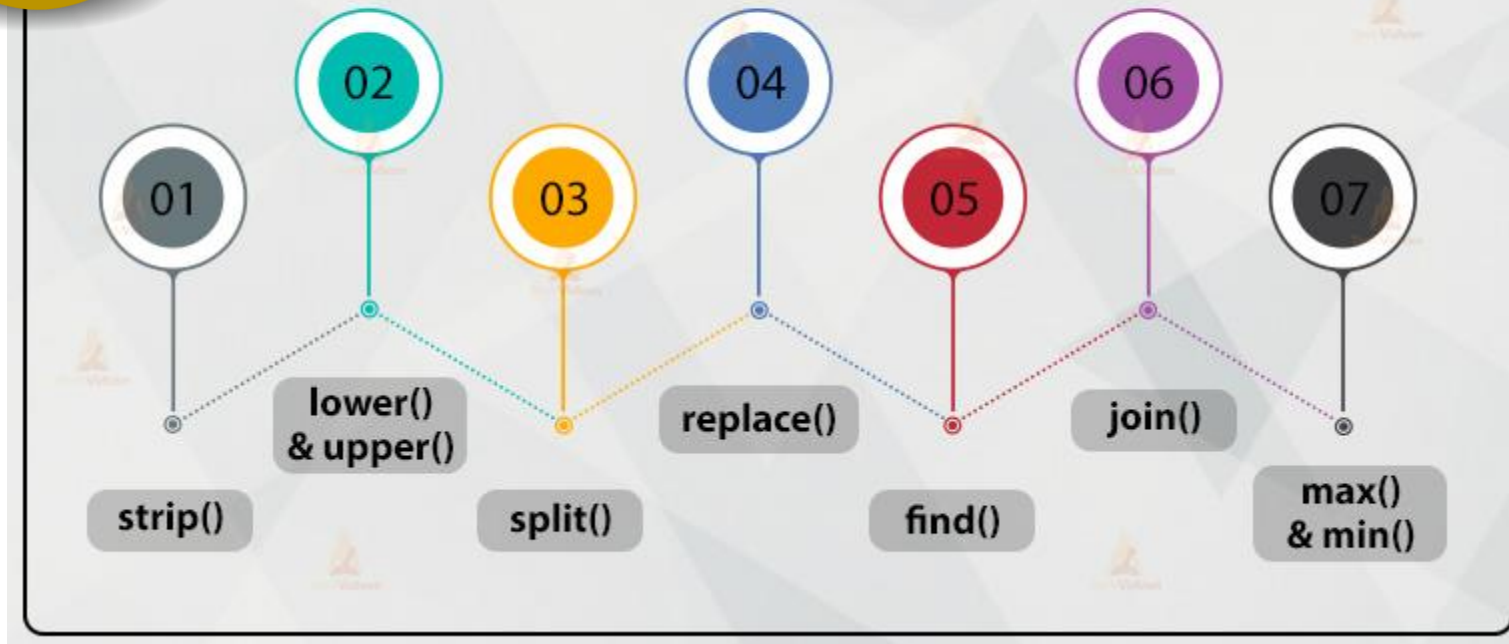 01
strip()
02
lower()
& upper()
03
split()
04
replace()
05
find()
06
join()
07
max()
& min()